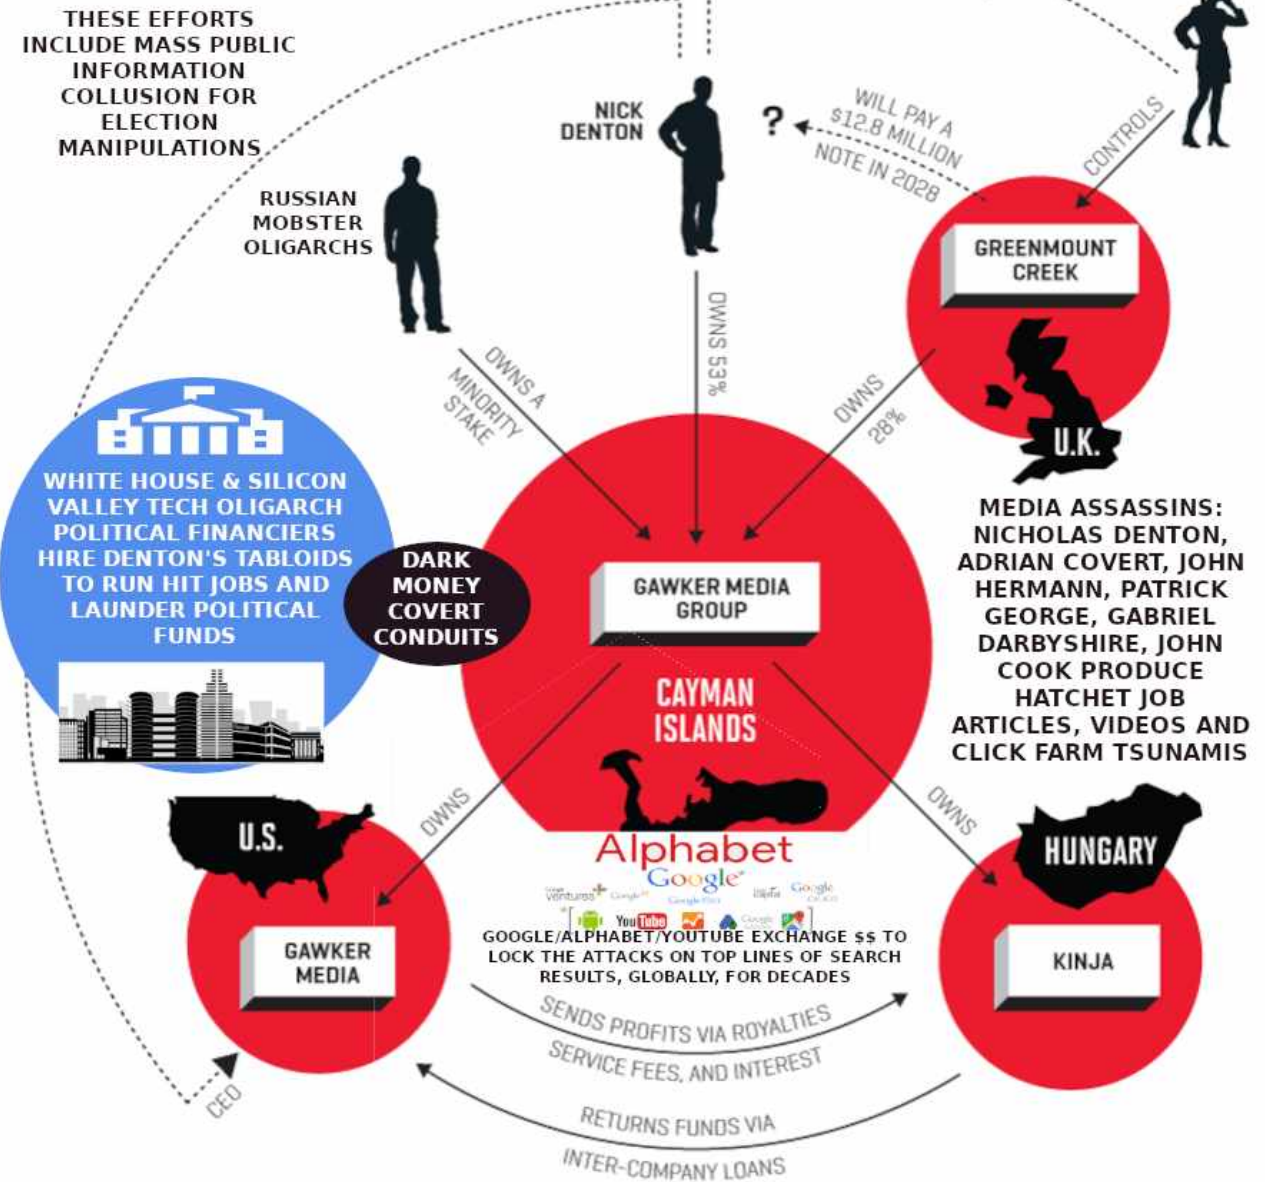 THESE EFFORTS
INCLUDE MASS PUBLIC
INFORMATION
COLLUSION FOR
ELECTION
MANIPULATIONS
NICK
DENTON
?
WILL PAY A
$12.8 MILLION
NOTE IN 2028
CONTROLS
RUSSIAN
MOBSTER
OLIGARCHS
GREENMOUNT
CREEK
U.K.
OWNS A
MINORITY
STAKE
OWNS 53%
OWNS
28%
WHITE HOUSE & SILICON
VALLEY TECH OLIGARCH
POLITICAL FINANCIERS
HIRE DENTON'S TABLOIDS
TO RUN HIT JOBS AND
LAUNDER POLITICAL
FUNDS
DARK
MONEY
COVERT
CONDUITS
GAWKER MEDIA
GROUP
CAYMAN
ISLANDS
MEDIA ASSASSINS:
NICHOLAS DENTON,
ADRIAN COVERT, JOHN
HERMANN, PATRICK
GEORGE, GABRIEL
DARBYSHIRE, JOHN
COOK PRODUCE
HATCHET JOB
ARTICLES, VIDEOS AND
CLICK FARM TSUNAMIS
OWNS
OWNS
U.S.
HUNGARY
Alphabet
Google
ventures
Google
Google
YouTube
Google
GOOGLE/ALPHABET/YOUTUBE EXCHANGE $$ TO
LOCK THE ATTACKS ON TOP LINES OF SEARCH
RESULTS, GLOBALLY, FOR DECADES
GAWKER
MEDIA
KINJA
SENDS PROFITS VIA ROYALTIES
SERVICE FEES, AND INTEREST
CEO
RETURNS FUNDS VIA
INTER-COMPANY LOANS